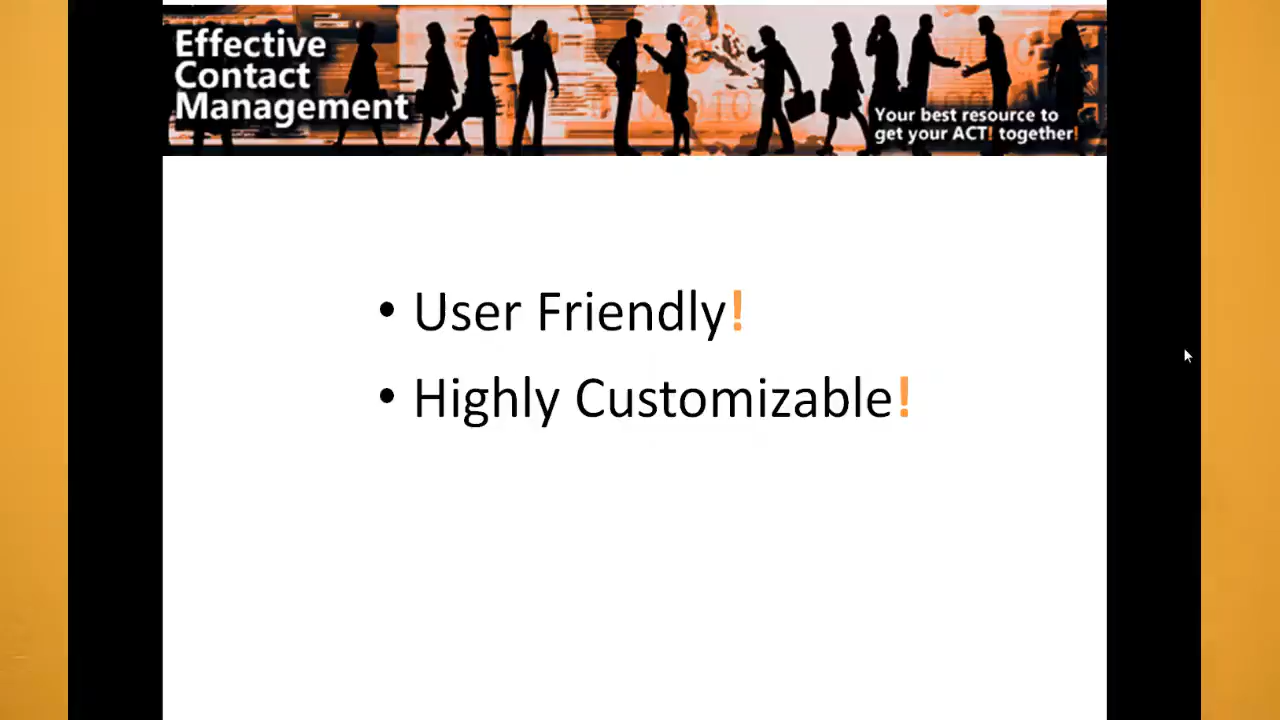 Effective
Contact
Management
Your best resource to
get your ACT! together!
• User Friendly!
• Highly Customizable!